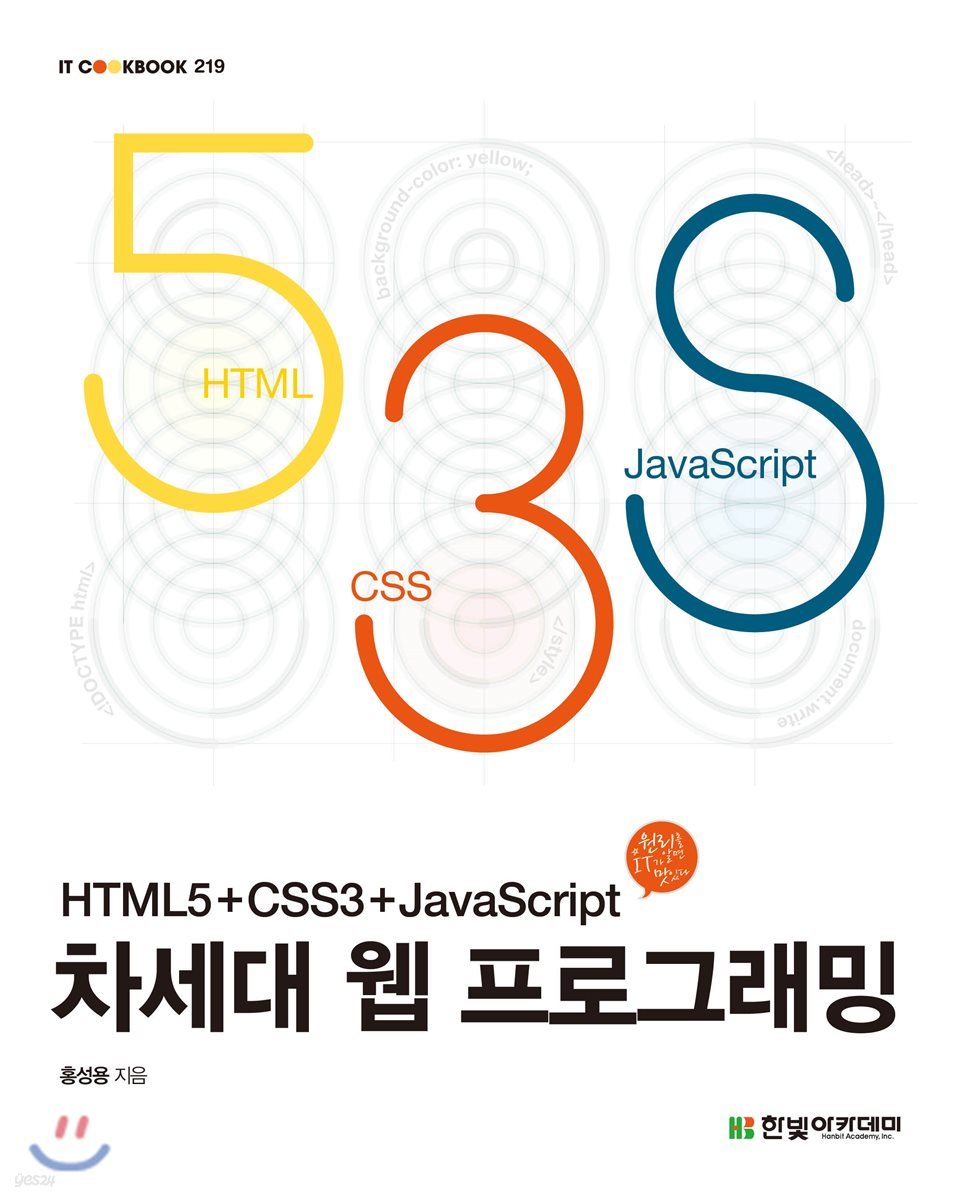 IT COOKBOOK 219
background-color: yellow;
<head>~</head>
HTML
JavaScript
CSS
<!DOCTYPE html>
</style>
document.write
원리를
알면
IT가
맛있다
HTML5+CSS3+JavaScript
차세대 웹 프로그래밍
홍성용 지음
한빛아카데미
Hanbit Academy, Inc.
yes24